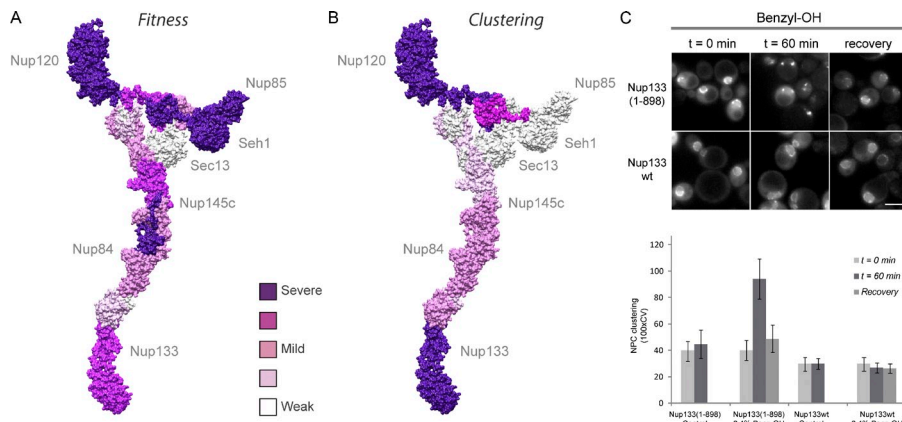 A
Fitness
Nup120
Nup85
Seh1
Sec13
Nup145c
Nup84
Nup133
Severe
Mild
Weak
B
Clustering
Nup120
Nup85
Seh1
Sec13
Nup145c
Nup84
Nup133
C
Benzyl-OH
t = 0 min
t = 60 min
recovery
Nup133
(1-898)
Nup133
wt
NPC clustering
(100xCV)
120
100
80
60
40
20
0
t = 0 min
t = 60 min
Recovery
Nup133(1-898)
Nup133(1-898)
Nup133wt
Nup133wt